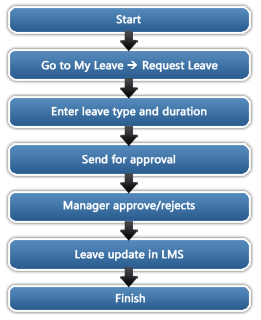 Start
Go to My Leave → Request Leave
Enter leave type and duration
Send for approval
Manager approve/rejects
Leave update in LMS
Finish